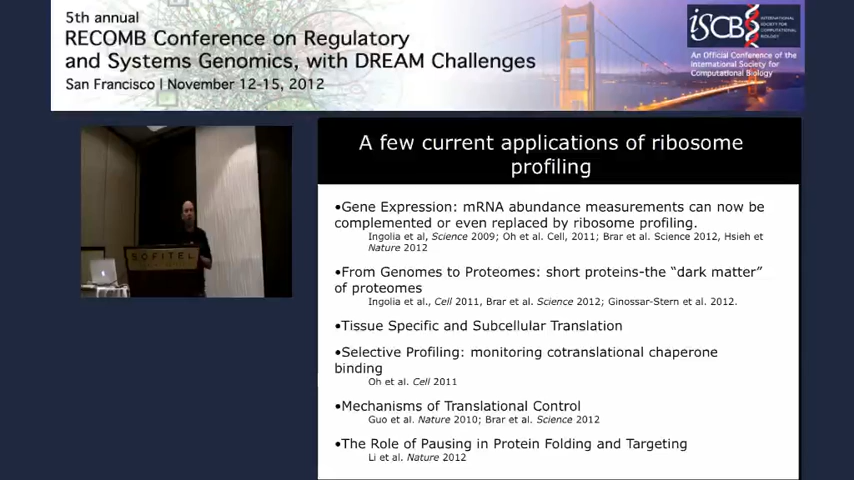 5th annual
RECOMB Conference on Regulatory
and Systems Genomics, with DREAM Challenges
San Francisco | November 12-15, 2012
iSCB
INTERNATIONAL
SOCIETY FOR
COMPUTATIONAL
BIOLOGY
An Official Conference of the
International Society for
Computational Biology
SOFITEL
A few current applications of ribosome
profiling
•Gene Expression: mRNA abundance measurements can now be
complemented or even replaced by ribosome profiling.
Ingolia et al, Science 2009; Oh et al. Cell, 2011; Brar et al. Science 2012, Hsieh et
Nature 2012
•From Genomes to Proteomes: short proteins-the “dark matter”
of proteomes
Ingolia et al., Cell 2011, Brar et al. Science 2012; Ginossar-Stern et al. 2012.
•Tissue Specific and Subcellular Translation
•Selective Profiling: monitoring cotranslational chaperone
binding
Oh et al. Cell 2011
•Mechanisms of Translational Control
Guo et al. Nature 2010; Brar et al. Science 2012
•The Role of Pausing in Protein Folding and Targeting
Li et al. Nature 2012